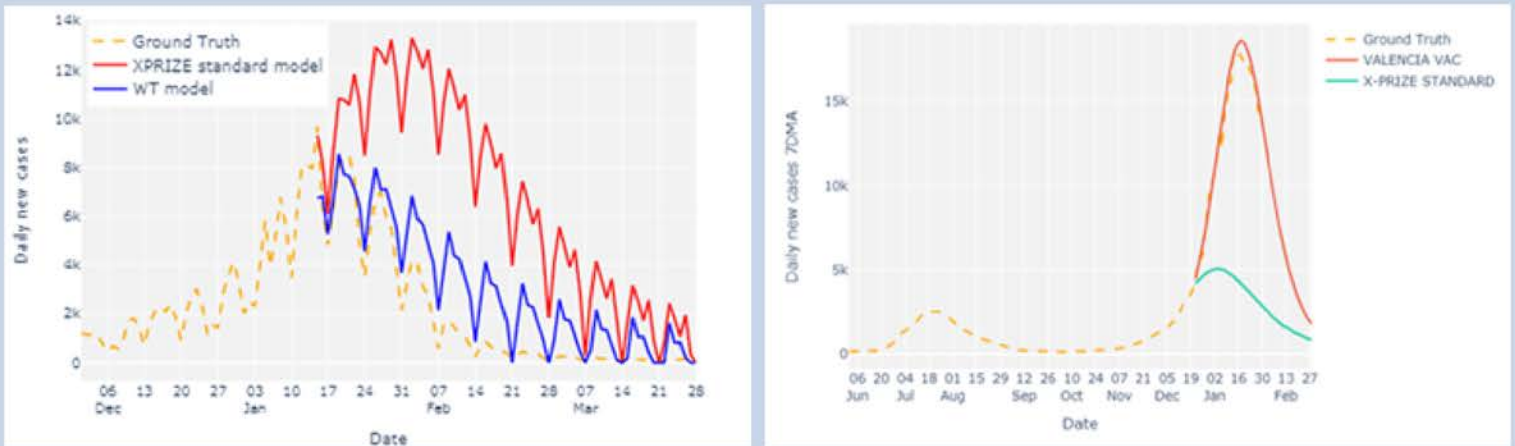 14k
12k
10k
8k
6k
4k
2k
0
Daily new cases
Ground Truth
XPRIZE standard model
WT model
06 13 20 27 03 10 17 24 31 07 14 21 28 07 14 21 28
Dec Jan Feb Mar
Date
15k
10k
5k
0
Daily new cases 7DMA
Ground Truth
VALENCIA VAC
X-PRIZE STANDARD
06 20 04 18 01 15 29 12 26 10 24 07 21 05 19 02 16 30 13 27
Jun Jul Aug Sep Oct Nov Dec Jan Feb
Date